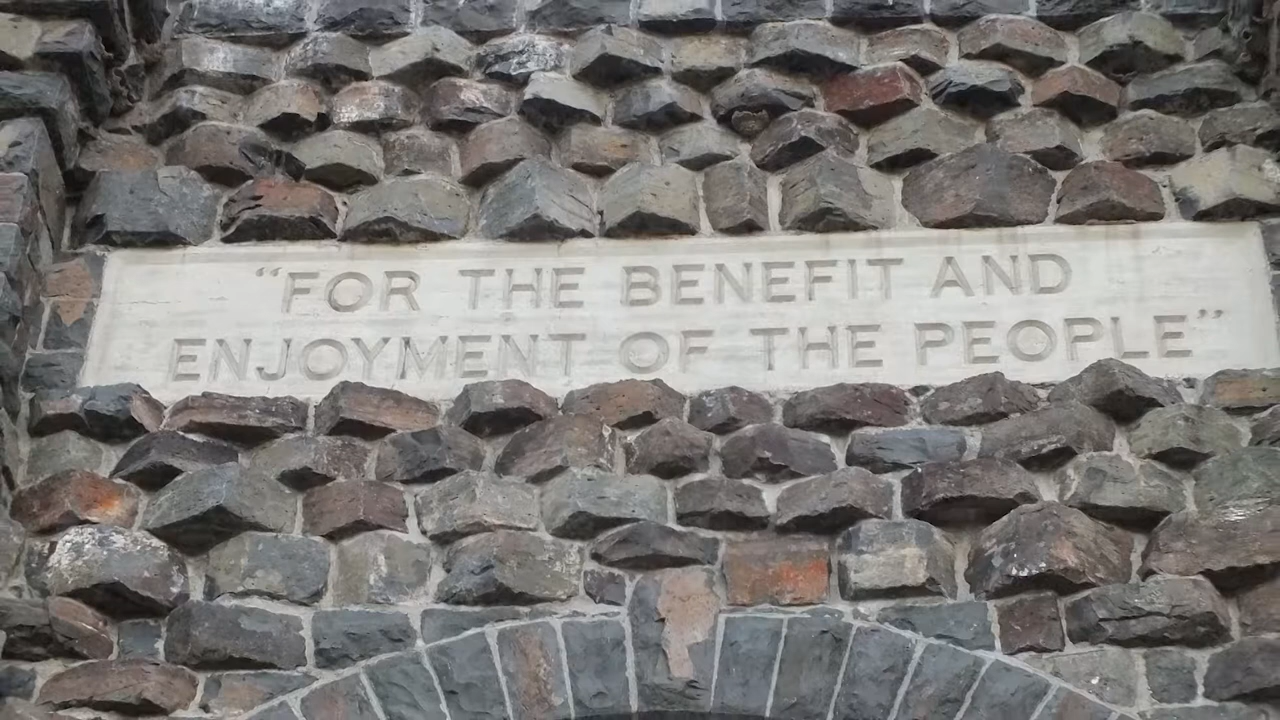 “FOR THE BENEFIT AND
ENJOYMENT OF THE PEOPLE”